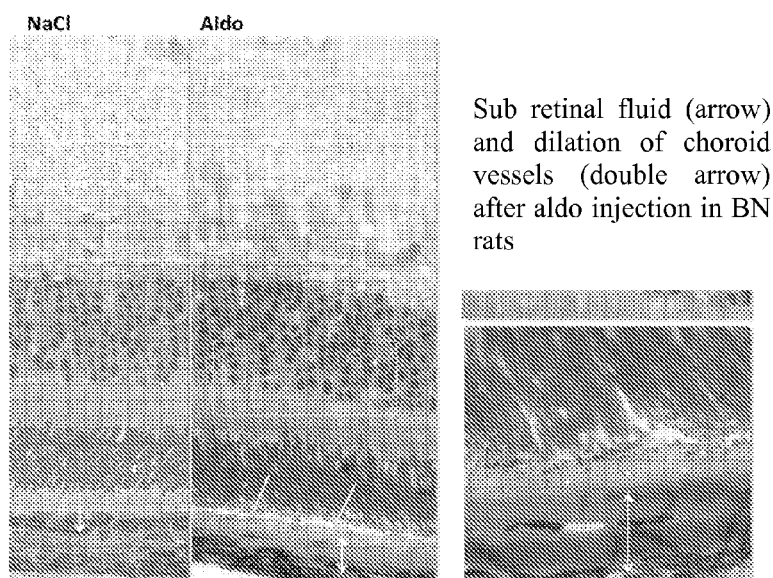 NaCl Aldo
Sub retinal fluid (arrow)
and dilation of choroid
vessels (double arrow)
after aldo injection in BN
rats